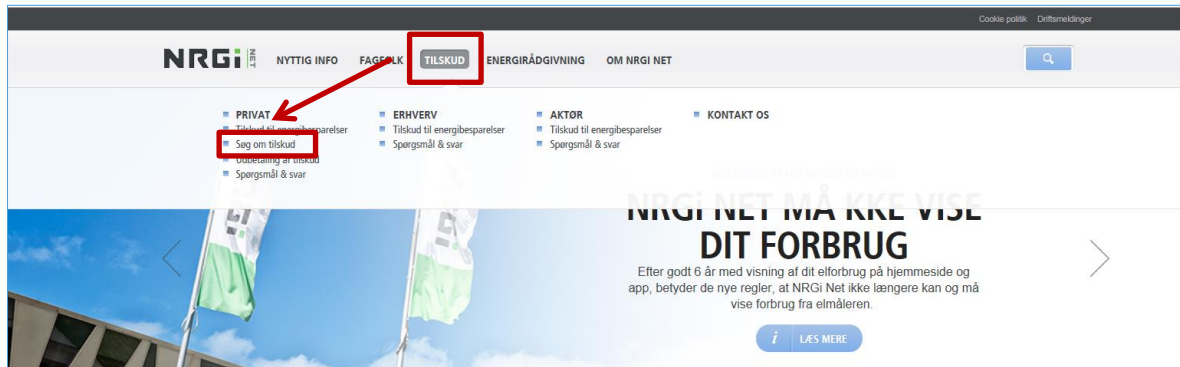 Cookie politik Driftsmeldinger
NRGi NET NYTTIG INFO FAGFOLK TILSKUD ENERGIRÅDGIVNING OM NRGI NET
PRIVAT
Tilskud til energibesparelser
Søg om tilskud
Udbetaling af tilskud
Spørgsmål & svar
ERHVERV
Tilskud til energibesparelser
Spørgsmål & svar
AKTØR
Tilskud til energibesparelser
Spørgsmål & svar
KONTAKT OS
NRGi NET MÅ KKE VISE
DIT FORBRUG
Efter godt 6 år med visning af dit elforbrug på hjemmeside og
app, betyder de nye regler, at NRGi Net ikke længere kan og må
vise forbrug fra elmåleren.
i LÆS MERE